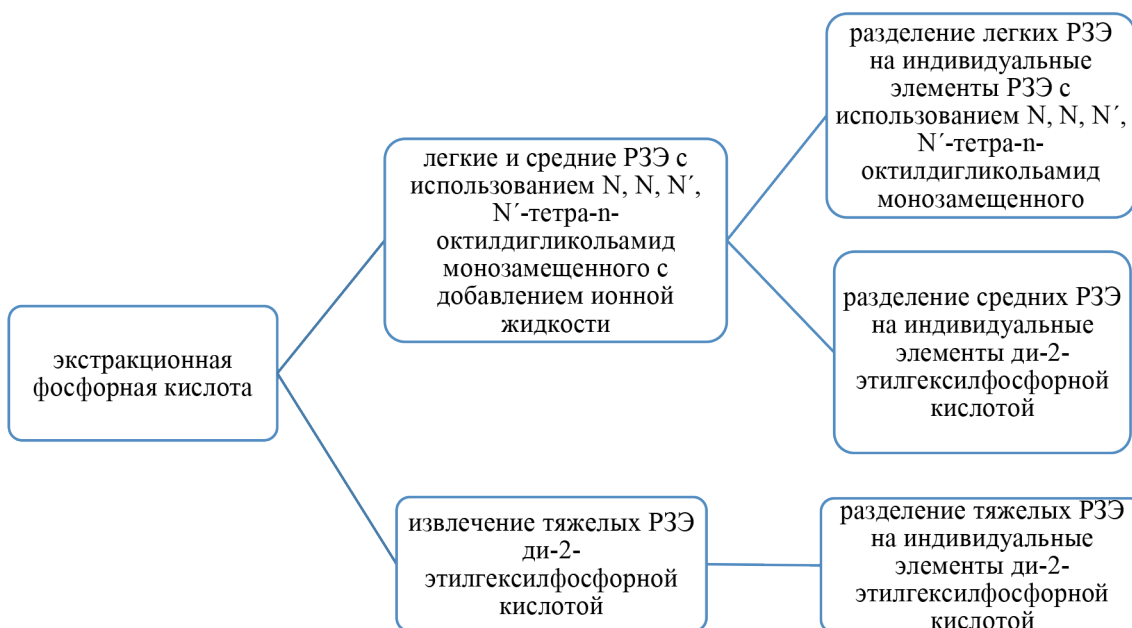 экстракционная
фосфорная кислота
легкие и средние РЗЭ с
использованием N, N, N´,
N´-тетра-n-
октилдигликольамид
монозамещенного с
добавлением ионной
жидкости
разделение легких РЗЭ
на индивидуальные
элементы РЗЭ с
использованием N, N, N´,
N´-тетра-n-
октилдигликольамид
монозамещенного
разделение средних РЗЭ
на индивидуальные
элементы ди-2-
этилгексилфосфорной
кислотой
извлечение тяжелых РЗЭ
ди-2-
этилгексилфосфорной
кислотой
разделение тяжелых РЗЭ
на индивидуальные
элементы ди-2-
этилгексилфосфорной
кислотой